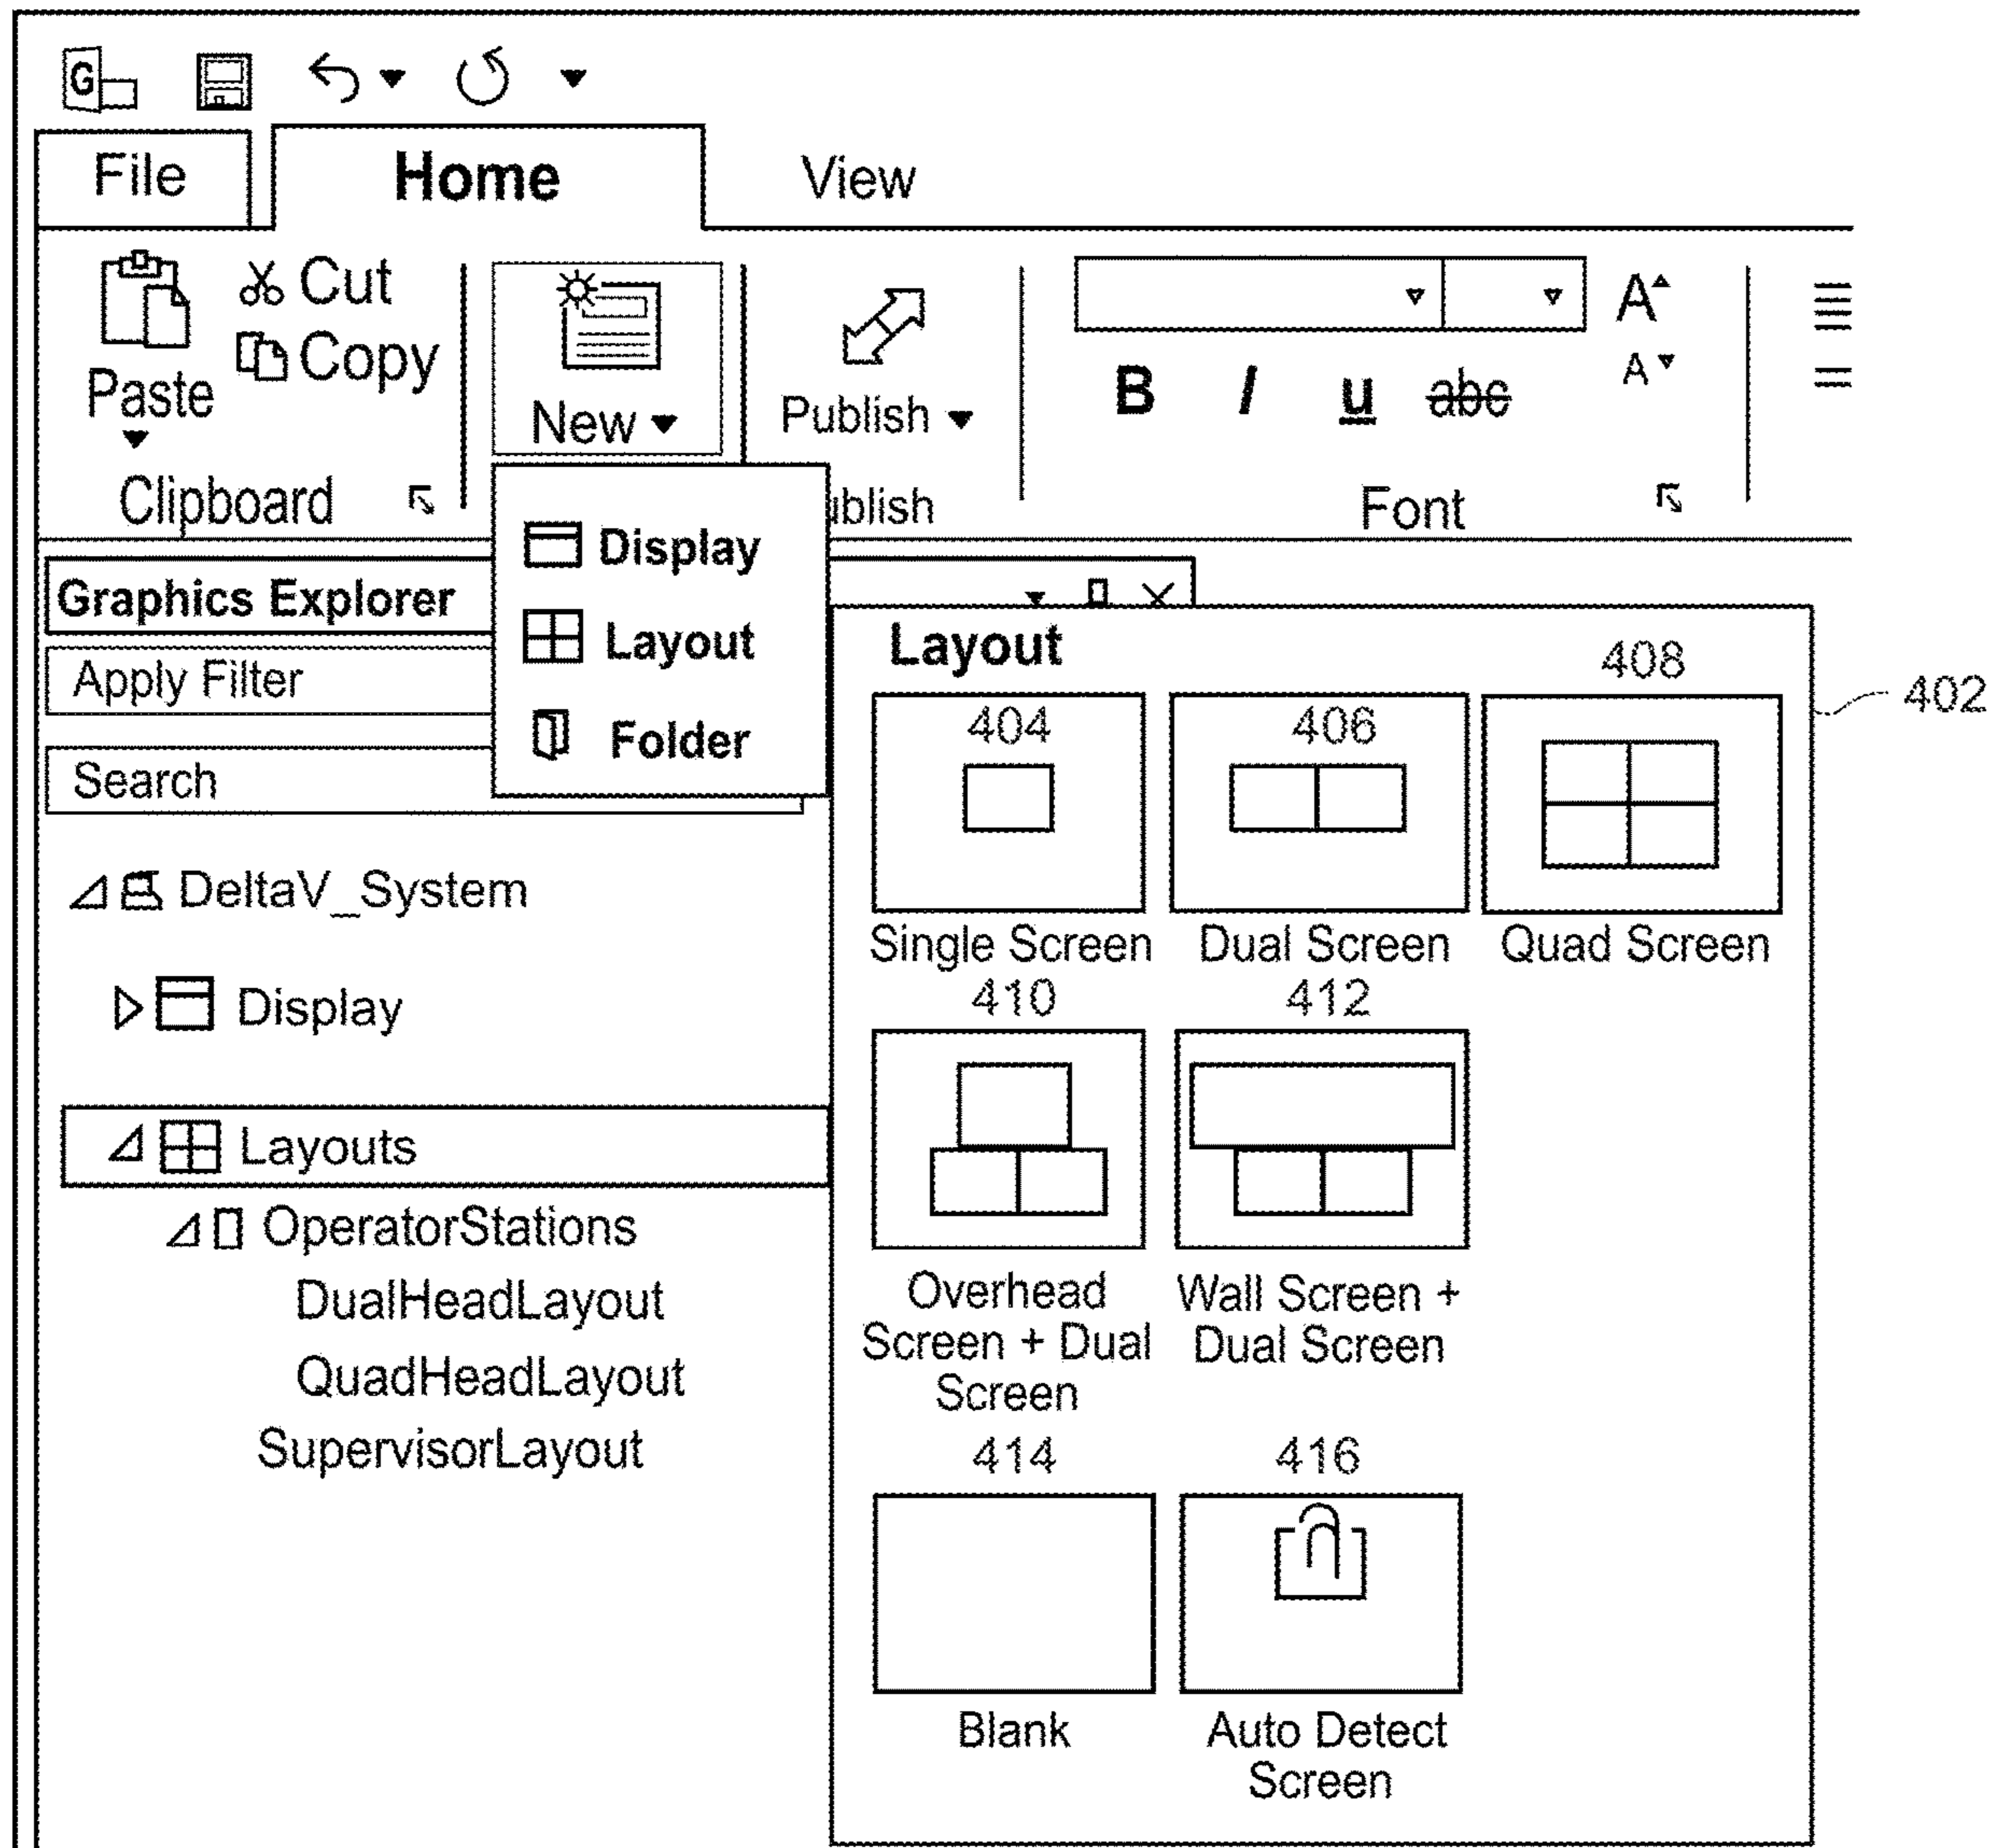 G
File Home View
Cut
Copy
Paste
New
Publish
A
A
B I u abc
Clipboard
ublish
Font
Display
Layout
Folder
Graphics Explorer
Apply Filter
Search
DeltaV_System
Display
Layouts
OperatorStations
DualHeadLayout
QuadHeadLayout
SupervisorLayout
Layout
402
404 406 408
Single Screen Dual Screen Quad Screen
410 412
Overhead
Screen + Dual
Screen
Wall Screen +
Dual Screen
414 416
Blank
Auto Detect
Screen